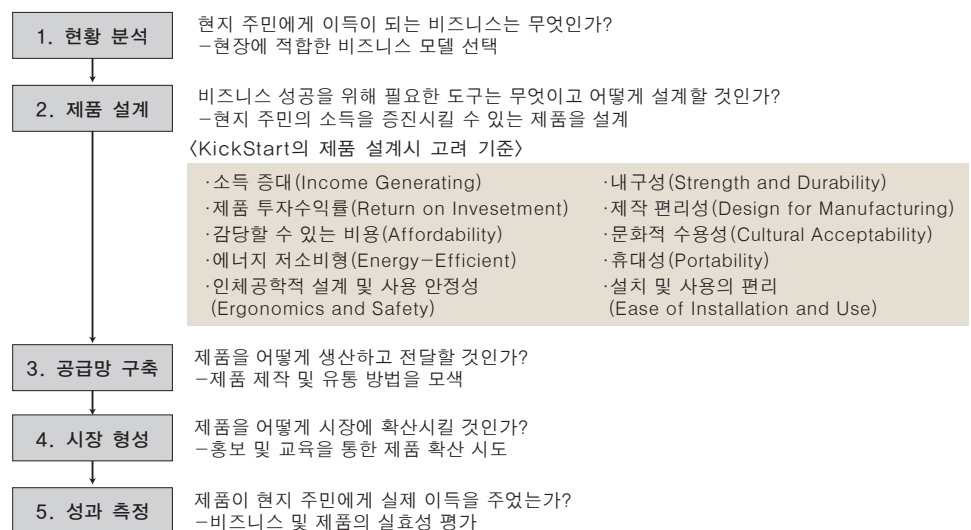 1. 현황 분석
현지 주민에게 이득이 되는 비즈니스는 무엇인가?
-현장에 적합한 비즈니스 모델 선택
2. 제품 설계
비즈니스 성공을 위해 필요한 도구는 무엇이고 어떻게 설계할 것인가?
-현지 주민의 소득을 증진시킬 수 있는 제품을 설계
〈KickStart의 제품 설계시 고려 기준〉
·소득 증대(Income Generating)
·제품 투자수익률(Return on Invesetment)
·감당할 수 있는 비용(Affordability)
·에너지 저소비형(Energy-Efficient)
·인체공학적 설계 및 사용 안정성
(Ergonomics and Safety)
·내구성(Strength and Durability)
·제작 편리성(Design for Manufacturing)
·문화적 수용성(Cultural Acceptability)
·휴대성(Portability)
·설치 및 사용의 편리
(Ease of Installation and Use)
3. 공급망 구축
제품을 어떻게 생산하고 전달할 것인가?
-제품 제작 및 유통 방법을 모색
4. 시장 형성
제품을 어떻게 시장에 확산시킬 것인가?
-홍보 및 교육을 통한 제품 확산 시도
5. 성과 측정
제품이 현지 주민에게 실제 이득을 주었는가?
-비즈니스 및 제품의 실효성 평가